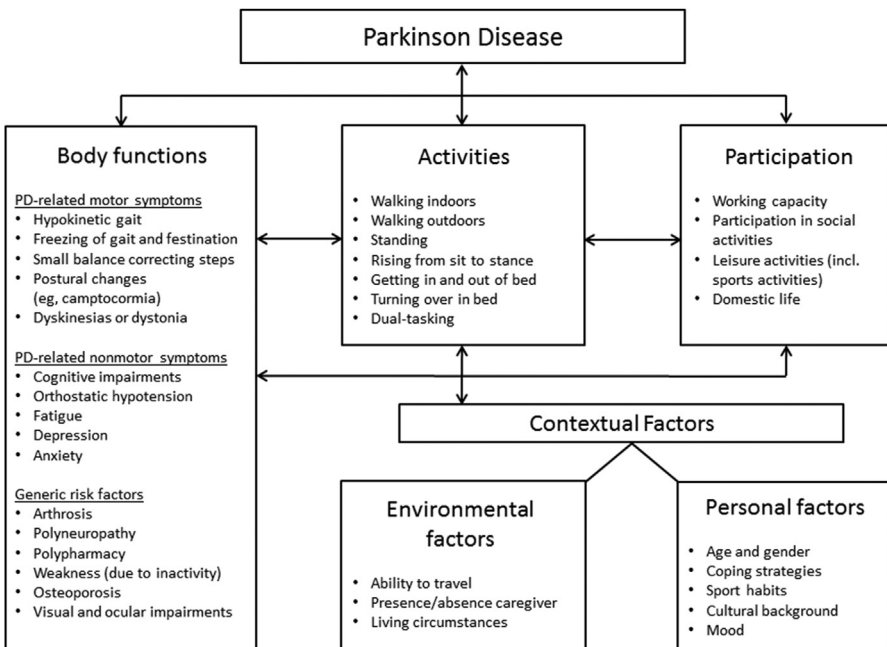 Parkinson Disease
Body functions
PD-related motor symptoms
• Hypokinetic gait
• Freezing of gait and festination
• Small balance correcting steps
• Postural changes
(eg, camptocormia)
• Dyskinesias or dystonia
PD-related nonmotor symptoms
• Cognitive impairments
• Orthostatic hypotension
• Fatigue
• Depression
• Anxiety
Generic risk factors
• Arthrosis
• Polyneuropathy
• Polypharmacy
• Weakness (due to inactivity)
• Osteoporosis
• Visual and ocular impairments
Activities
• Walking indoors
• Walking outdoors
• Standing
• Rising from sit to stance
• Getting in and out of bed
• Turning over in bed
• Dual-tasking
Participation
• Working capacity
• Participation in social
activities
• Leisure activities (incl.
sports activities)
• Domestic life
Contextual Factors
Environmental
factors
• Ability to travel
• Presence/absence caregiver
• Living circumstances
Personal factors
• Age and gender
• Coping strategies
• Sport habits
• Cultural background
• Mood